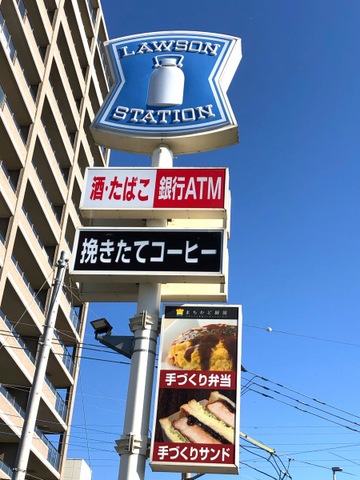 LAWSON
STATION
酒・たばこ 銀行ATM
挽きたてコーヒー
まちかど厨房
手づくり弁当
手づくりサンド